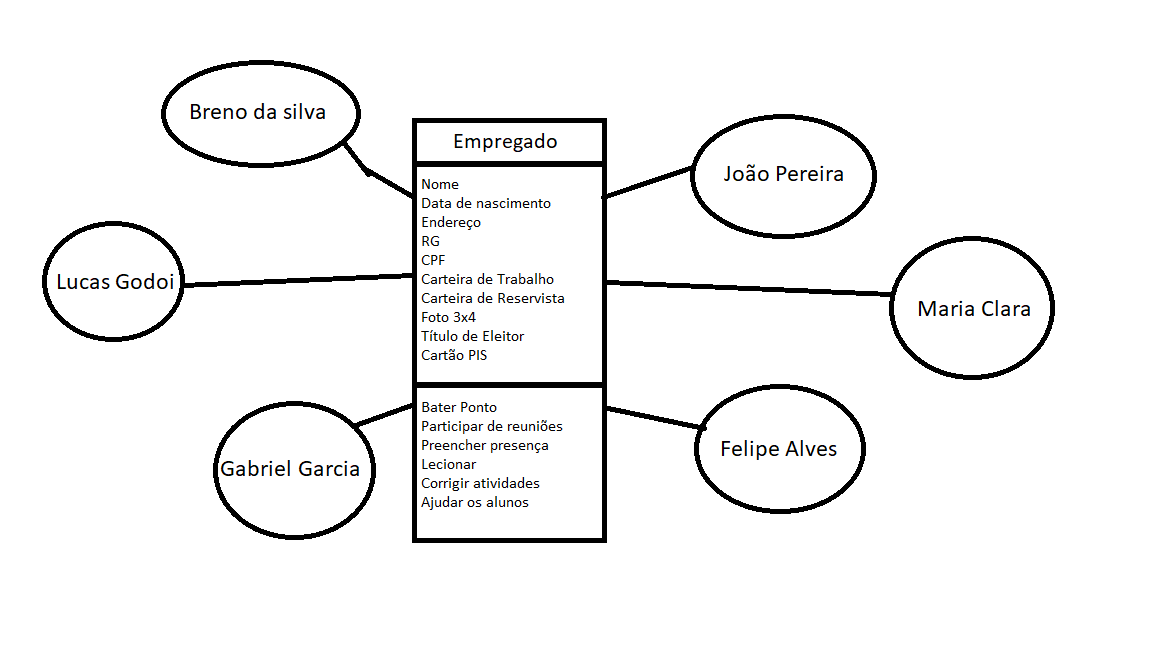 Breno da silva
Empregado
João Pereira
Nome
Data de nascimento
Endereço
RG
CPF
Carteira de Trabalho
Carteira de Reservista
Foto 3x4
Título de Eleitor
Cartão PIS
Lucas Godoi
Maria Clara
Bater Ponto
Participar de reuniões
Preencher presença
Lecionar
Corrigir atividades
Ajudar os alunos
Gabriel Garcia
Felipe Alves